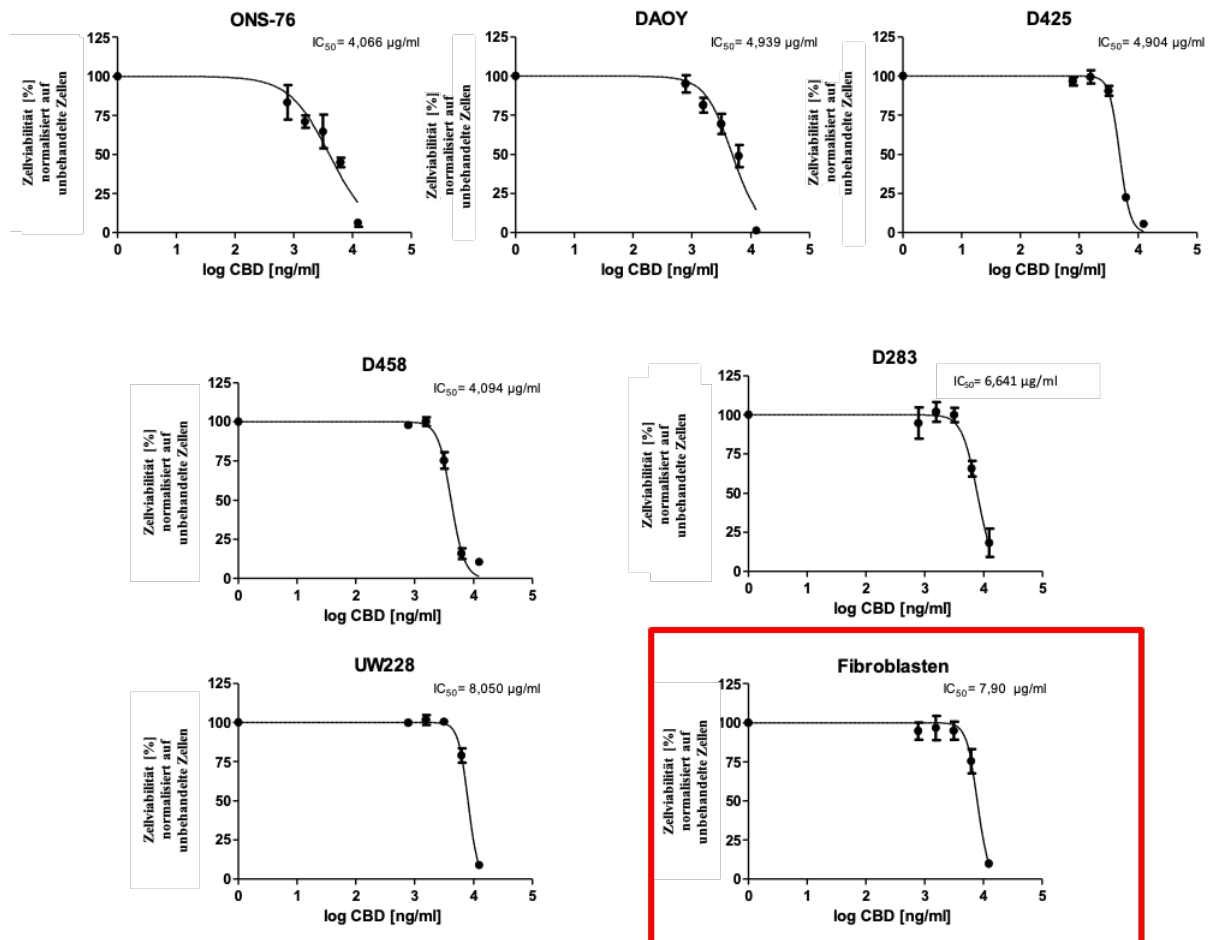 ONS-76
IC50= 4,066 µg/ml
Zellviabilität [%]
normalisiert auf
unbehandelte Zellen
125
100
75
50
25
0
0 1 2 3 4 5
log CBD [ng/ml]
DAOY
IC50= 4,939 µg/ml
Zellviabilität [%]
normalisiert auf
unbehandelte Zellen
125
100
75
50
25
0
0 1 2 3 4 5
log CBD [ng/ml]
D425
IC50= 4,904 µg/ml
Zellviabilität [%]
normalisiert auf
unbehandelte Zellen
125
100
75
50
25
0
0 1 2 3 4 5
log CBD [ng/ml]
D458
IC50= 4,094 µg/ml
Zellviabilität [%]
normalisiert auf
unbehandelte Zellen
125
100
75
50
25
0
0 1 2 3 4 5
log CBD [ng/ml]
D283
IC50= 6,641 µg/ml
Zellviabilität [%]
normalisiert auf
unbehandelte Zellen
125
100
75
50
25
0
0 1 2 3 4 5
log CBD [ng/ml]
UW228
IC50= 8,050 µg/ml
Zellviabilität [%]
normalisiert auf
unbehandelte Zellen
125
100
75
50
25
0
0 1 2 3 4 5
log CBD [ng/ml]
Fibroblasten
IC50= 7,90 µg/ml
Zellviabilität [%]
normalisiert auf
unbehandelte Zellen
125
100
75
50
25
0
0 1 2 3 4 5
log CBD [ng/ml]